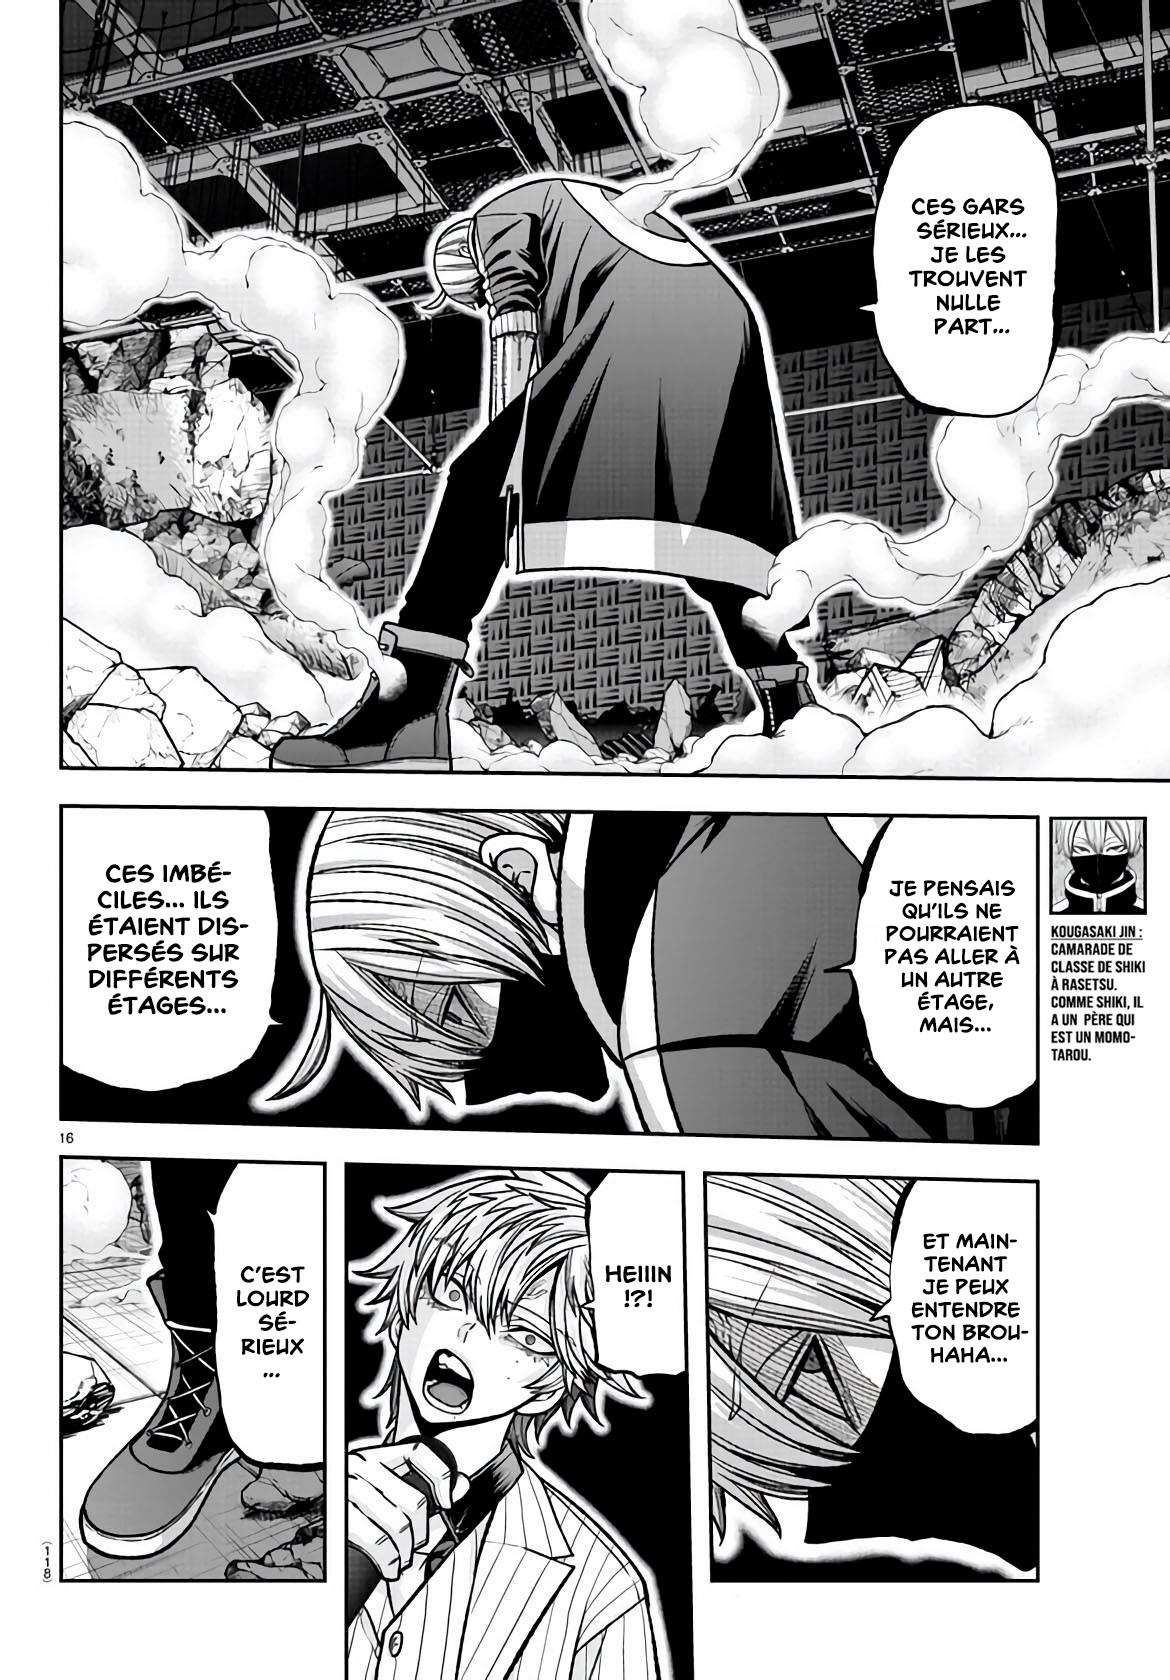 CES GARS
SÉRIEUX...
JE LES
TROUVENT
NULLE
PART...
JE PENSAIS
QU'ILS NE
POURRAIENT
PAS ALLER À
UN AUTRE
ÉTAGE,
MAIS...
CES IMBÉ-
CILES... ILS
ÉTAIENT DIS-
PERSÉS SUR
DIFFÉRENTS
ÉTAGES...
KOUGASAKI JIN :
CAMARADE DE
CLASSE DE SHIKI
À RASETSU.
COMME SHIKI, IL
A UN PÈRE QUI
EST UN MOMO-
TAROU.
16
ET MAIN-
TENANT
JE PEUX
ENTENDRE
TON BROU-
HAHA...
HEIIIN
!?!
C'EST
LOURD
SÉ-
RIEUX
...
(118)